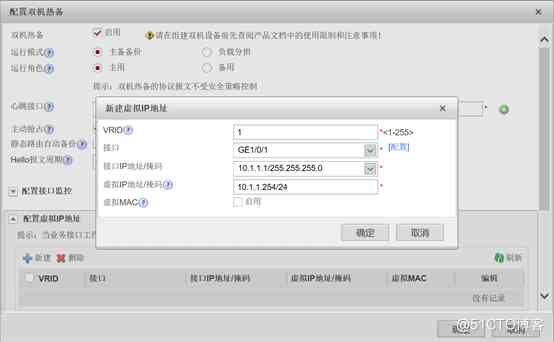 配置双机热备
双机热备 启用 请在组建双机设备前先查阅产品文档中的使用限制和注意事项!
运行模式 主备备份 负载分担
运行角色 主用 备用
提示：双机热备的协议报文不受安全策略控制
心跳接口 *
主动抢占
静态路由自动备份
Hello报文周期
配置接口监控
配置虚拟IP地址
提示：当业务接口工
新建 删除 刷新
VRID 接口 接口IP地址/掩码 虚拟IP地址/掩码 虚拟MAC 编辑
没有记录
新建虚拟IP地址
VRID 1 *<1-255>
接口 GE1/0/1 * [配置]
接口IP地址/掩码 10.1.1.1/255.255.255.0 *
虚拟IP地址/掩码 10.1.1.254/24 *
虚拟MAC 启用
确定 取消
@51CTO博客